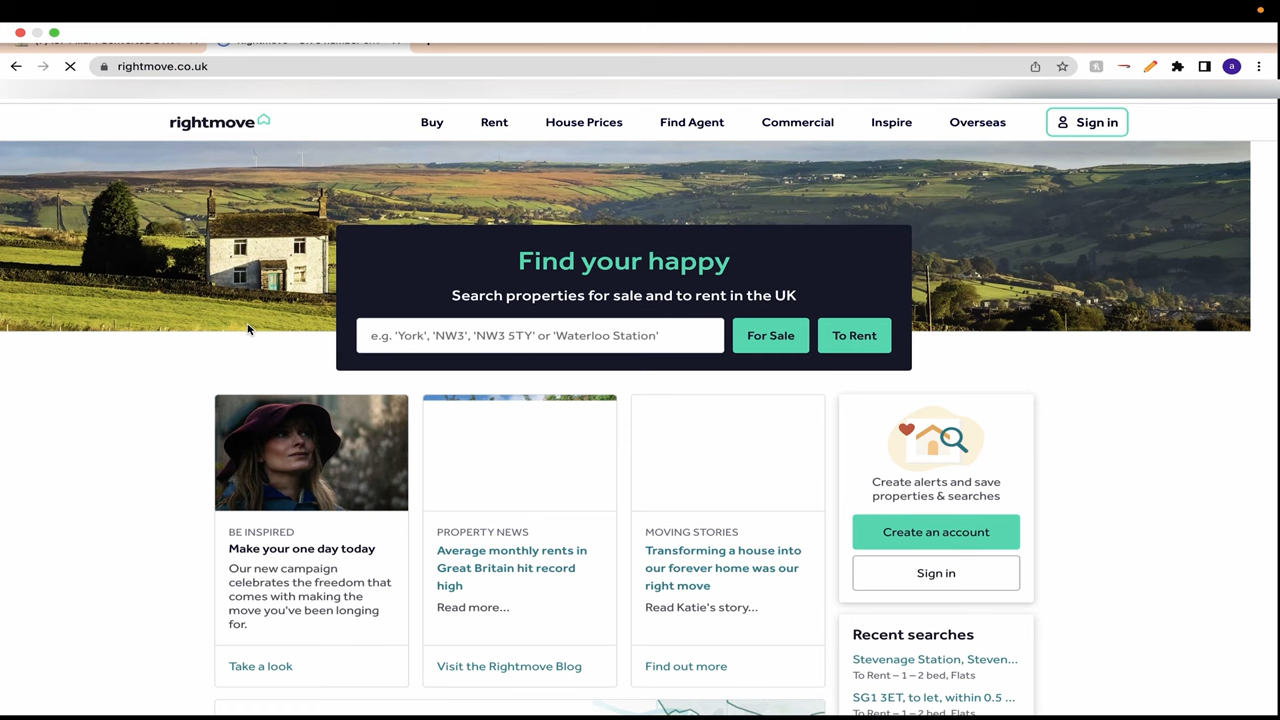 rightmove.co.uk
a
rightmove
Buy
Rent
House Prices
Find Agent
Commercial
Inspire
Overseas
Sign in
Find your happy
Search properties for sale and to rent in the UK
e.g. 'York', 'NW3', 'NW3 5TY' or 'Waterloo Station'
For Sale
To Rent
BE INSPIRED
Make your one day today
Our new campaign
celebrates the freedom that
comes with making the
move you've been longing
for.
Take a look
PROPERTY NEWS
Average monthly rents in
Great Britain hit record
high
Read more...
Visit the Rightmove Blog
MOVING STORIES
Transforming a house into
our forever home was our
right move
Read Katie's story...
Find out more
Create alerts and save
properties & searches
Create an account
Sign in
Recent searches
Stevenage Station, Steven...
To Rent – 1 – 2 bed, Flats
SG1 3ET, to let, within 0.5 ...
To Rent – 1 – 2 bed, Flats